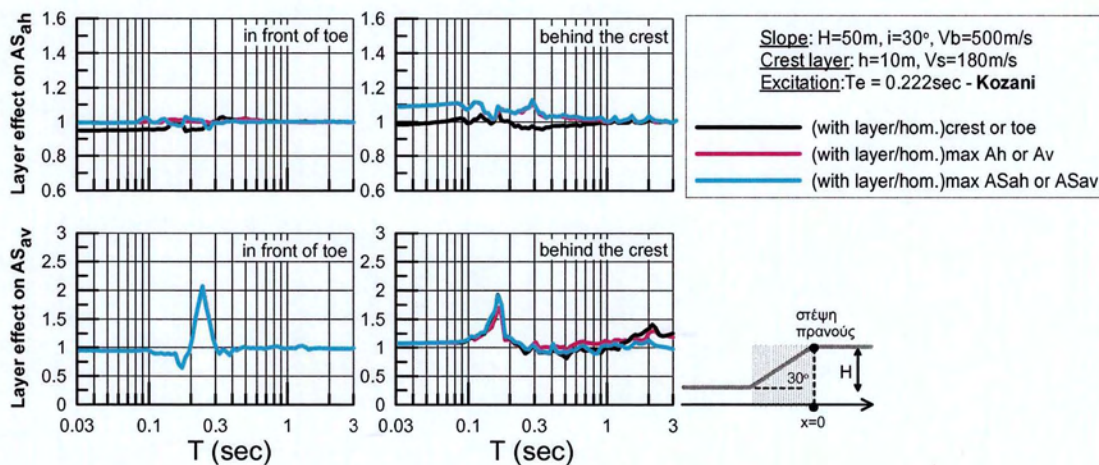 Layer effect on AS_ah
1.6
1.4
1.2
1
0.8
0.6
in front of toe
1.6
1.4
1.2
1
0.8
0.6
behind the crest
Slope: H=50m, i=30°, Vb=500m/s
Crest layer: h=10m, Vs=180m/s
Excitation:Te = 0.222sec - Kozani
(with layer/hom.)crest or toe
(with layer/hom.)max Ah or Av
(with layer/hom.)max ASah or ASav
Layer effect on AS_av
3
2.5
2
1.5
1
0.5
0
in front of toe
0.03 0.1 0.3 1 3
T (sec)
3
2.5
2
1.5
1
0.5
0
behind the crest
0.03 0.1 0.3 1 3
T (sec)
στέψη
πρανούς
30°
H
x=0